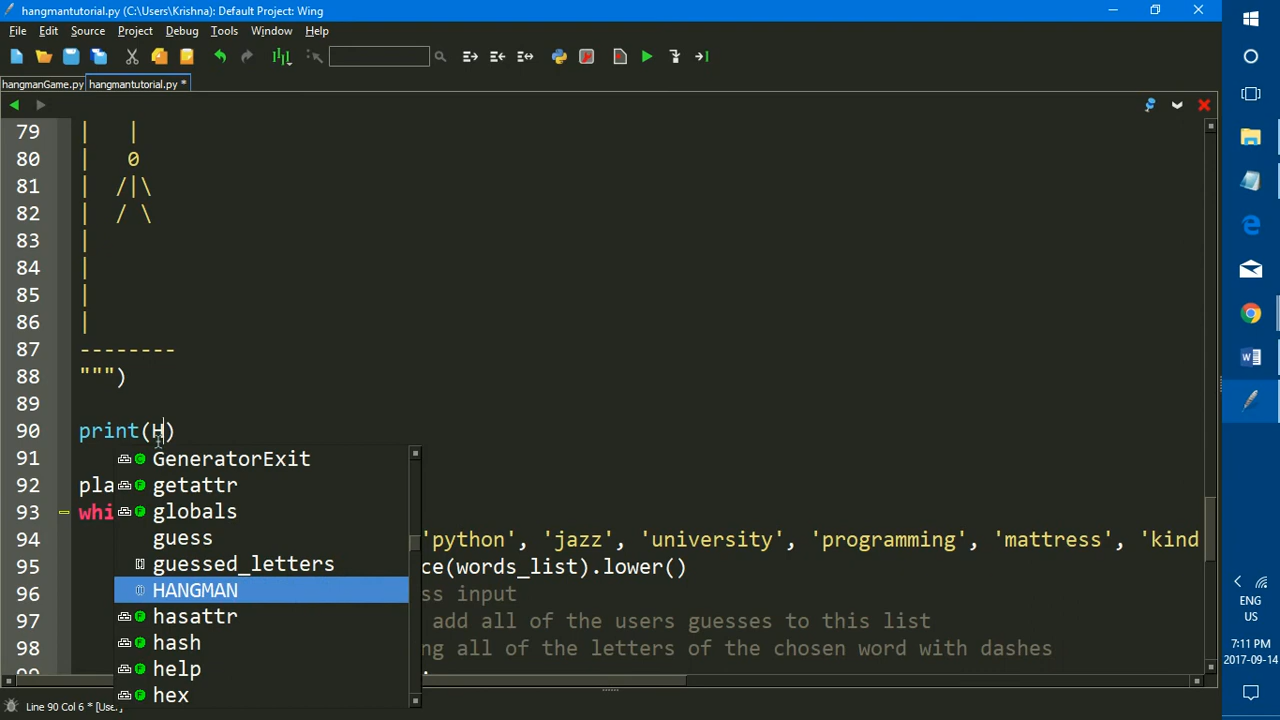 hangmantutorial.py (C:\Users\Krishna): Default Project: Wing
File Edit Source Project Debug Tools Window Help
hangmanGame.py hangmantutorial.py *
79 | |
80 | 0
81 | /|\
82 | / \
83 |
84 |
85 |
86 |
87 --------
88 """)
89
90 print(H)
91 GeneratorExit
getattr
92 pla
globals
93 whi
guess
94 'python', 'jazz', 'university', 'programming', 'mattress', 'kind
guessed_letters
95 ce(words_list).lower()
HANGMAN
96 ss input
hasattr
97 add all of the users guesses to this list
hash
98 ng all of the letters of the chosen word with dashes
help
hex
Line 90 Col 6 * [Use
ENG
US
7:11 PM
2017-09-14